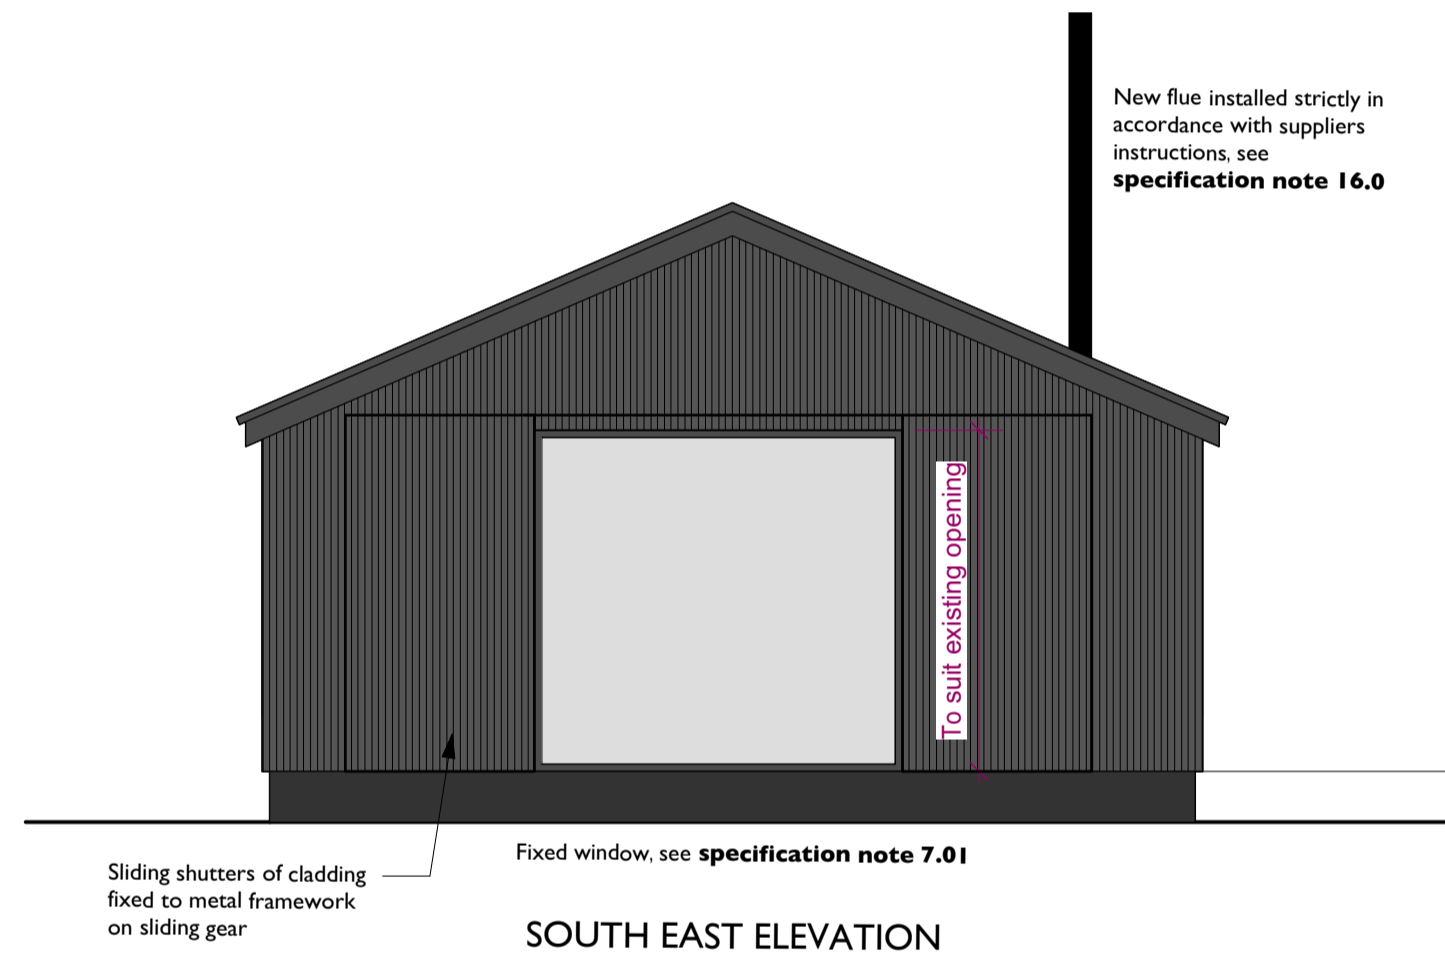 New flue installed strictly in
accordance with suppliers
instructions, see
specification note 16.0
To suit existing opening
Fixed window, see specification note 7.01
Sliding shutters of cladding
fixed to metal framework
on sliding gear
SOUTH EAST ELEVATION